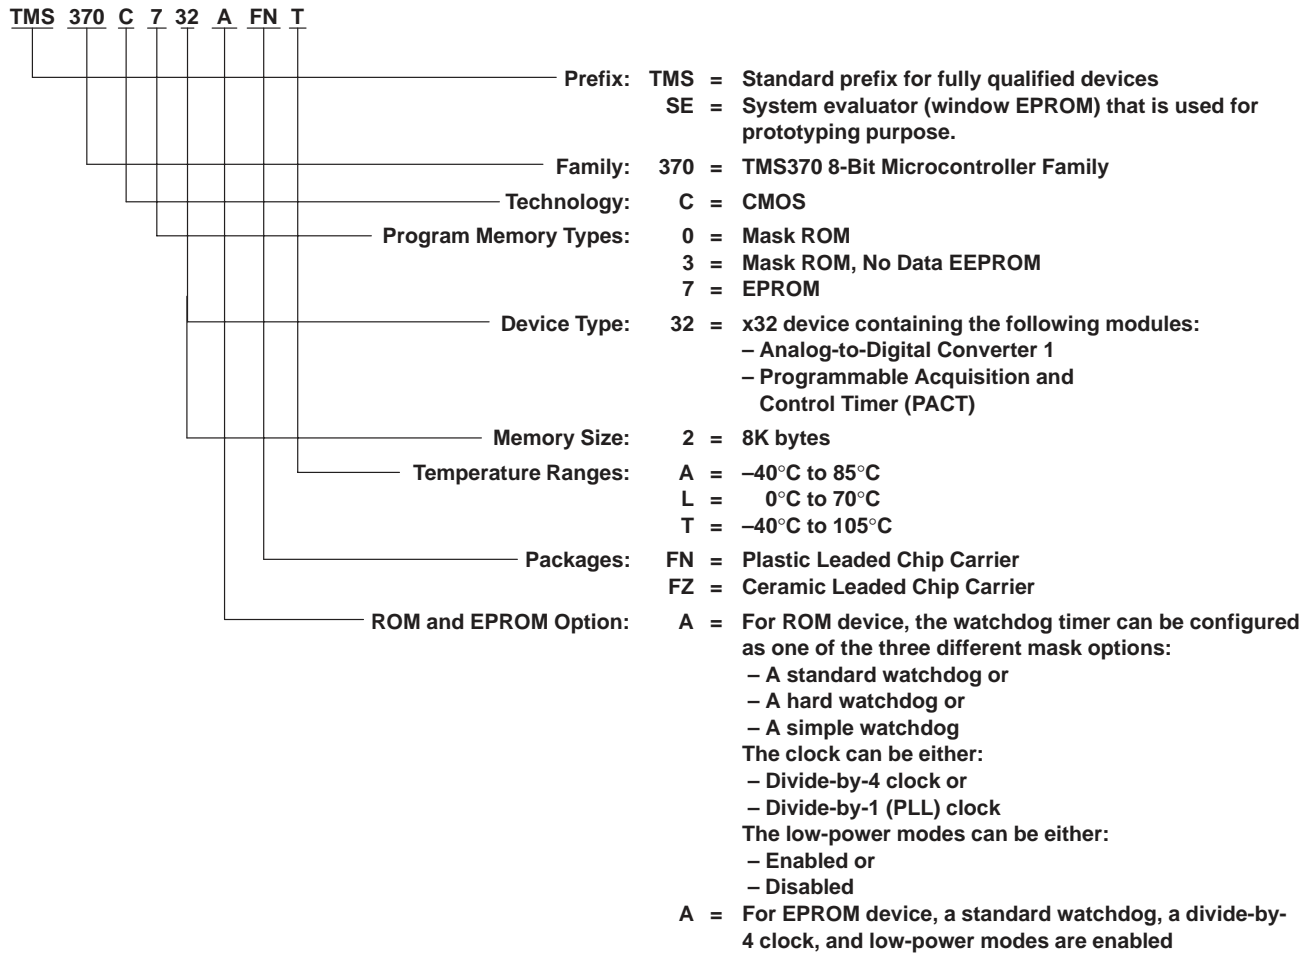 TMS 370 C 7 32 A FN T
Prefix: TMS = Standard prefix for fully qualified devices
SE = System evaluator (window EPROM) that is used for
prototyping purpose.
Family: 370 = TMS370 8-Bit Microcontroller Family
Technology: C = CMOS
Program Memory Types: 0 = Mask ROM
3 = Mask ROM, No Data EEPROM
7 = EPROM
Device Type: 32 = x32 device containing the following modules:
– Analog-to-Digital Converter 1
– Programmable Acquisition and
Control Timer (PACT)
Memory Size: 2 = 8K bytes
Temperature Ranges: A = –40°C to 85°C
L = 0°C to 70°C
T = –40°C to 105°C
Packages: FN = Plastic Leaded Chip Carrier
FZ = Ceramic Leaded Chip Carrier
ROM and EPROM Option: A = For ROM device, the watchdog timer can be configured
as one of the three different mask options:
– A standard watchdog or
– A hard watchdog or
– A simple watchdog
The clock can be either:
– Divide-by-4 clock or
– Divide-by-1 (PLL) clock
The low-power modes can be either:
– Enabled or
– Disabled
A = For EPROM device, a standard watchdog, a divide-by-
4 clock, and low-power modes are enabled